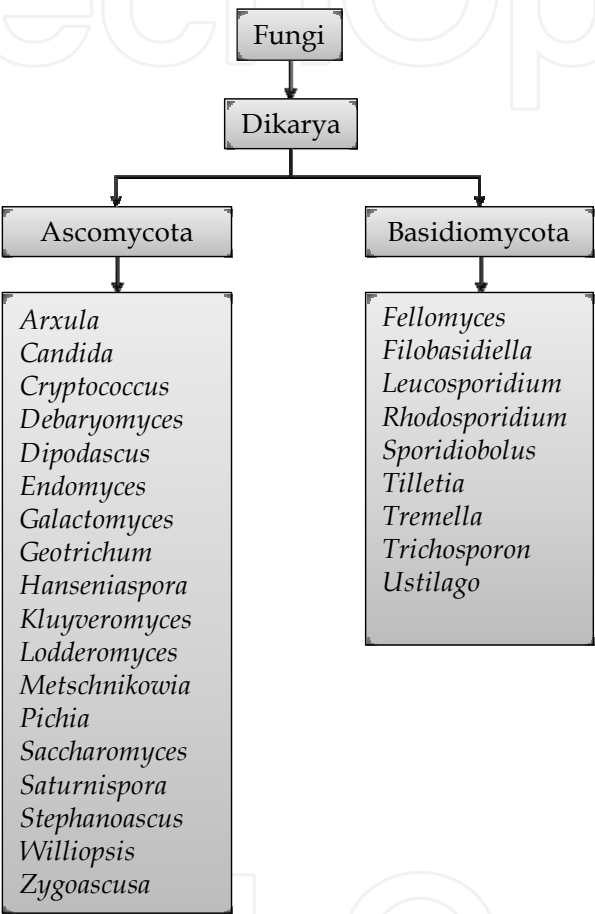 Fungi
Dikarya
Ascomycota
Arxula
Candida
Cryptococcus
Debaryomyces
Dipodascus
Endomyces
Galactomyces
Geotrichum
Hanseniaspora
Kluyveromyces
Lodderomyces
Metschnikowia
Pichia
Saccharomyces
Saturnispora
Stephanoascus
Williopsis
Zygoascusa
Basidiomycota
Fellomyces
Filobasidiella
Leucosporidium
Rhodosporidium
Sporidiobolus
Tilletia
Tremella
Trichosporon
Ustilago